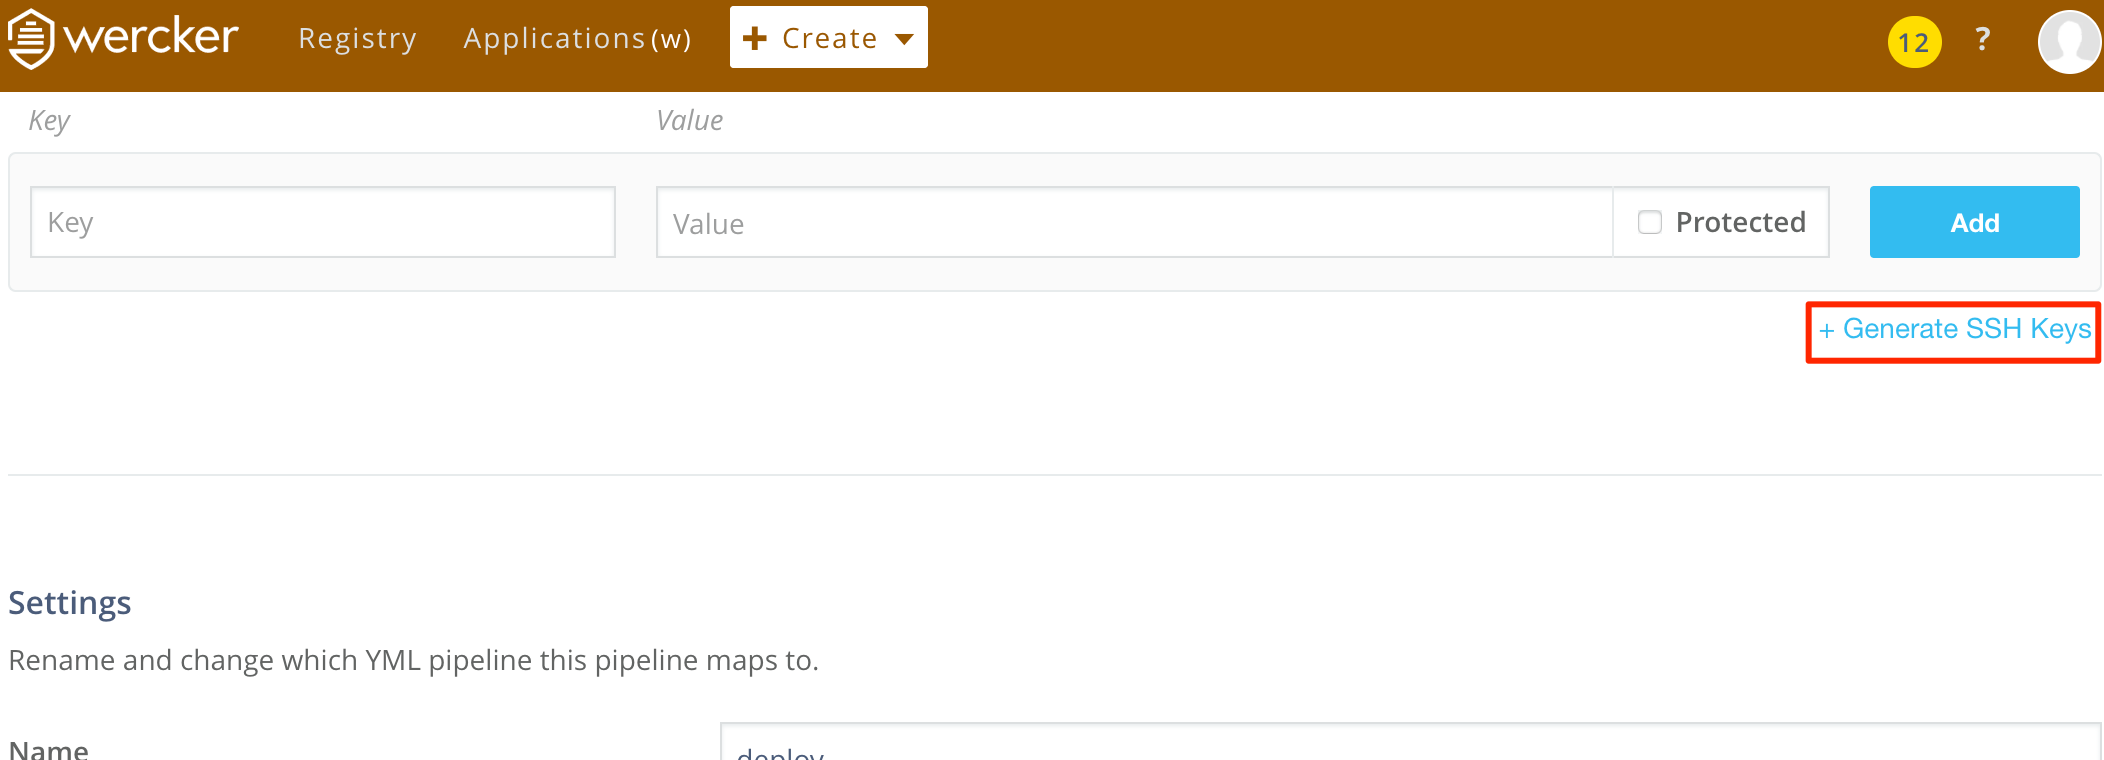 wercker Registry Applications (w) + Create 12 ?
Key Value
Key Value Protected Add
+ Generate SSH Keys
Settings
Rename and change which YML pipeline this pipeline maps to.
Name deploy